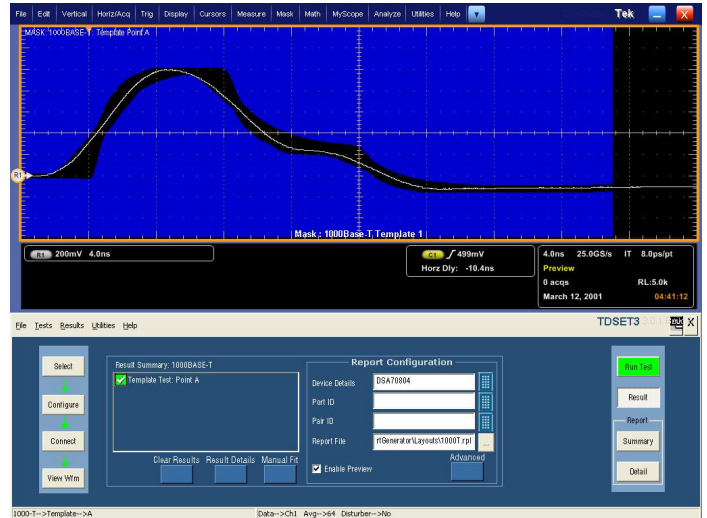 File Edit Vertical Horiz/Acq Trig Display Cursors Measure Mask Math MyScope Analyze Utilities Help Tek X
MASK:1000BASE-T: Template Point A
R1
Mask : 1000Base-T, Template 1
R1 200mV 4.0ns
C1 499mV
Horz Dly: -10.4ns
4.0ns 25.0GS/s IT 8.0ps/pt
Preview
0 acqs RL:5.0k
March 12, 2001 04:41:12
File Tests Results Utilities Help TDSET3 X
Select
Configure
Connect
View Wfm
Result Summary: 1000BASE-T
Template Test: Point A
Clear Results Result Details Manual Fit
Report Configuration
Device Details DSA70804
Port ID
Pair ID
Report File rtGenerator\Layouts\1000T.rpl ...
Enable Preview
Advanced
Run Test
Result
Report
Summary
Detail
1000-T-->Template-->A Data-->Ch1 Avg-->64 Disturber-->No